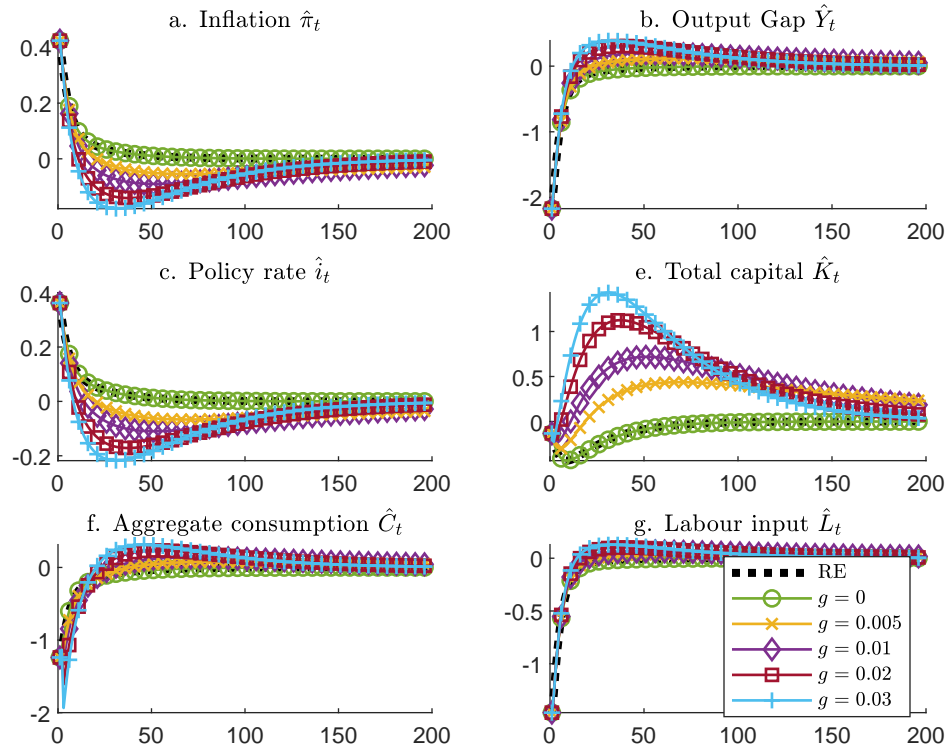 a. Inflation π̂ₜ
b. Output Gap Ŷₜ
0.4
0.2
0
0
-1
-2
0 50 100 150 200
0 50 100 150 200
c. Policy rate îₜ
e. Total capital K̂ₜ
0.4
0.2
0
-0.2
1
0.5
0
0 50 100 150 200
0 50 100 150 200
f. Aggregate consumption Ĉₜ
g. Labour input L̂ₜ
0
-1
-2
0
-0.5
-1
0 50 100 150 200
0 50 100 150 200
RE
g = 0
g = 0.005
g = 0.01
g = 0.02
g = 0.03